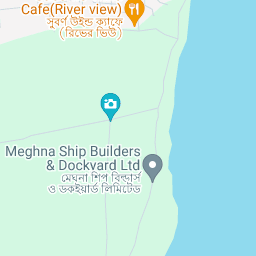 Cafe(River view)
সুবর্ণ উইন্ড ক্যাফে
(রিভের ভিউ)
Meghna Ship Builders
& Dockyard Ltd
মেঘনা শিপ বিল্ডার্স
ও ডকইয়ার্ড লিমিটেড